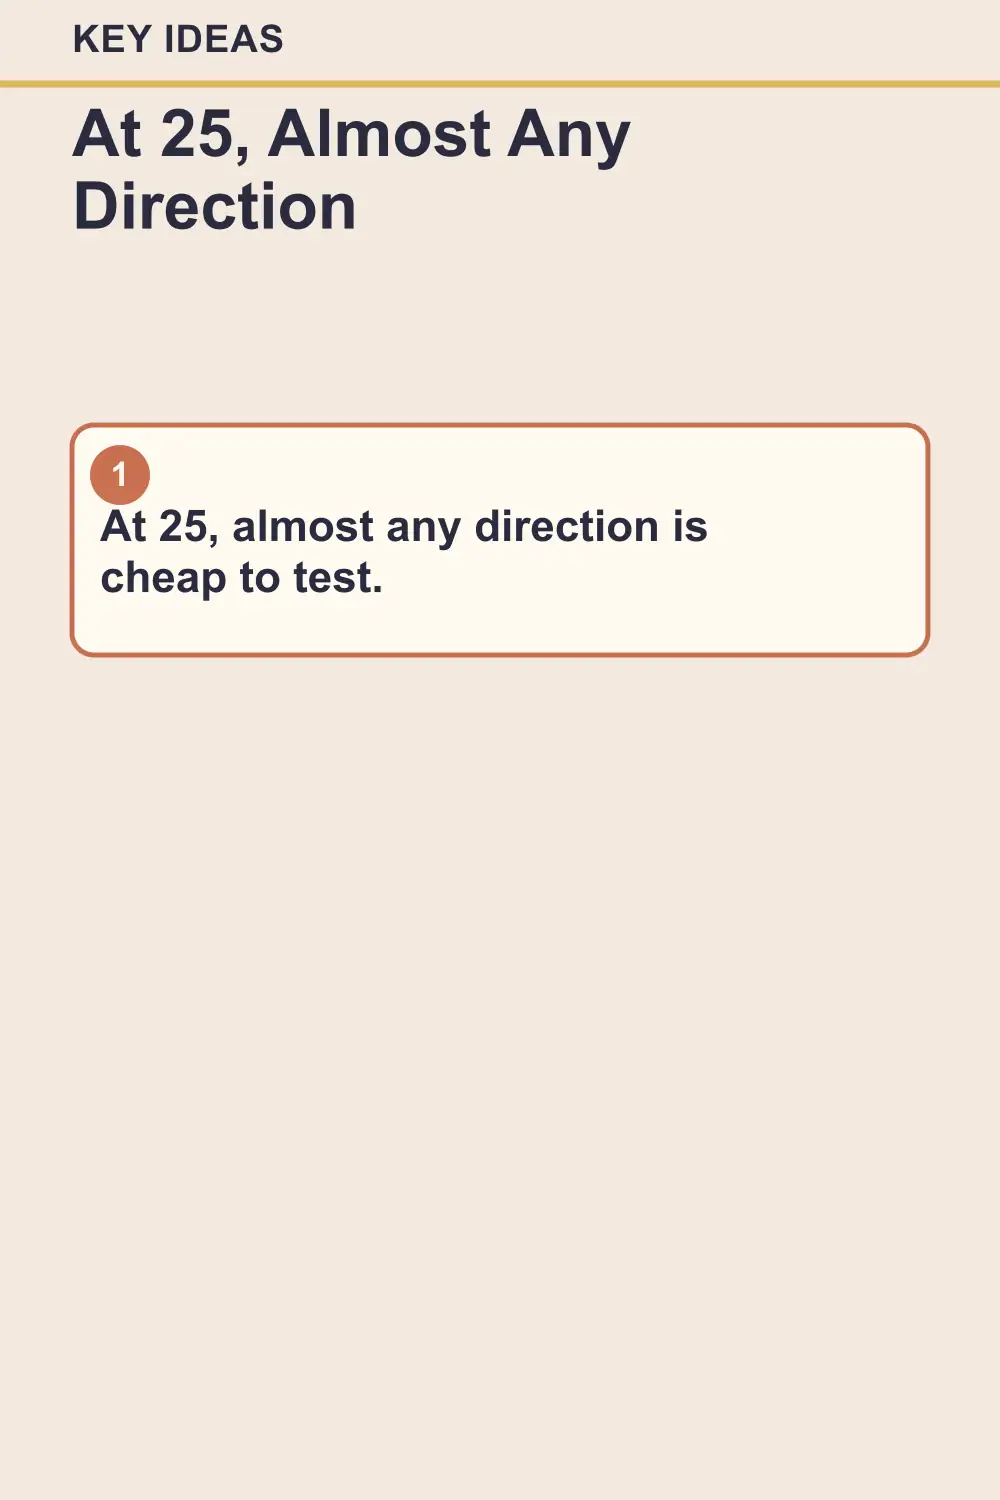 KEY IDEAS
At 25, Almost Any
Direction
1
At 25, almost any direction is
cheap to test.